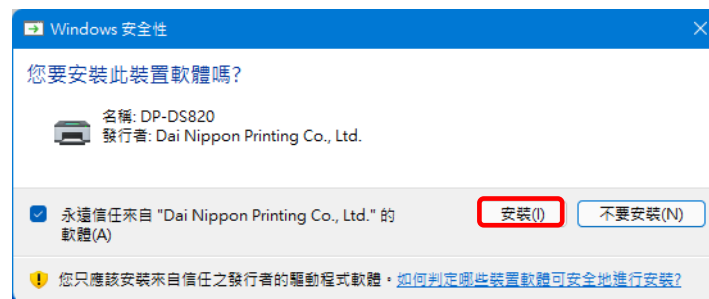 Windows 安全性
您要安裝此裝置軟體嗎?
名稱: DP-DS820
發行者: Dai Nippon Printing Co., Ltd.
永遠信任來自 "Dai Nippon Printing Co., Ltd." 的
軟體(A)
安裝(I)
不要安裝(N)
您只應該安裝來自信任之發行者的驅動程式軟體。如何判定哪些裝置軟體可安全地進行安裝?